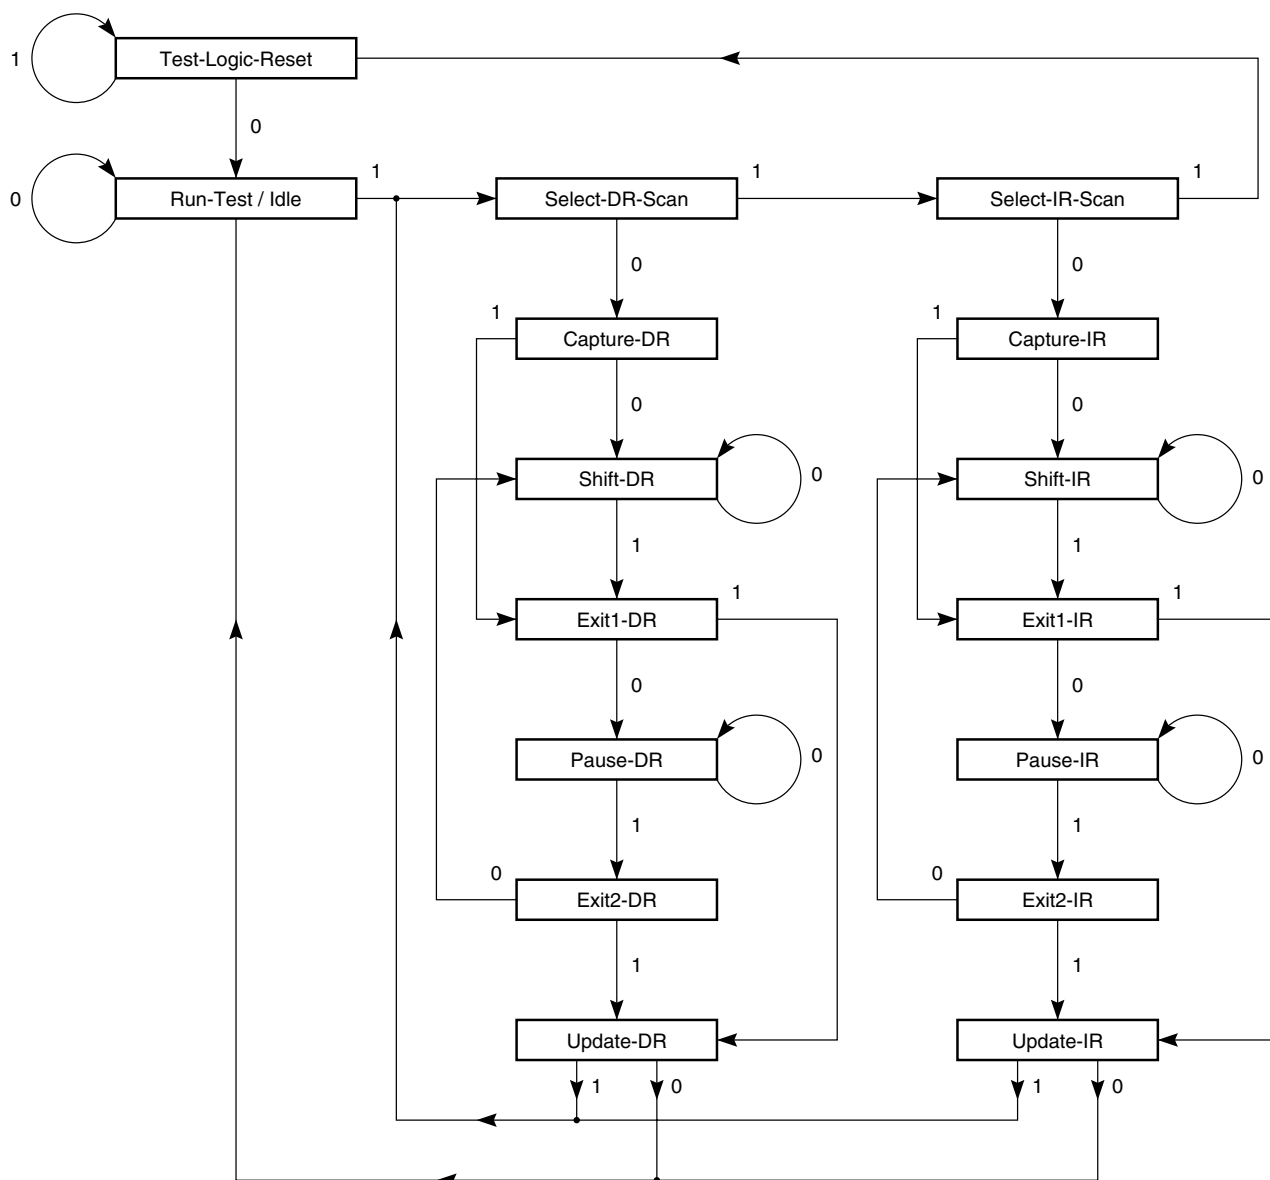 1
Test-Logic-Reset
0
0
Run-Test / Idle
1
Select-DR-Scan
1
Select-IR-Scan
1
0
0
1
Capture-DR
1
Capture-IR
0
0
Shift-DR
0
Shift-IR
0
1
1
Exit1-DR
1
Exit1-IR
1
0
0
Pause-DR
0
Pause-IR
0
1
1
0
Exit2-DR
0
Exit2-IR
1
1
Update-DR
Update-IR
1
0
1
0